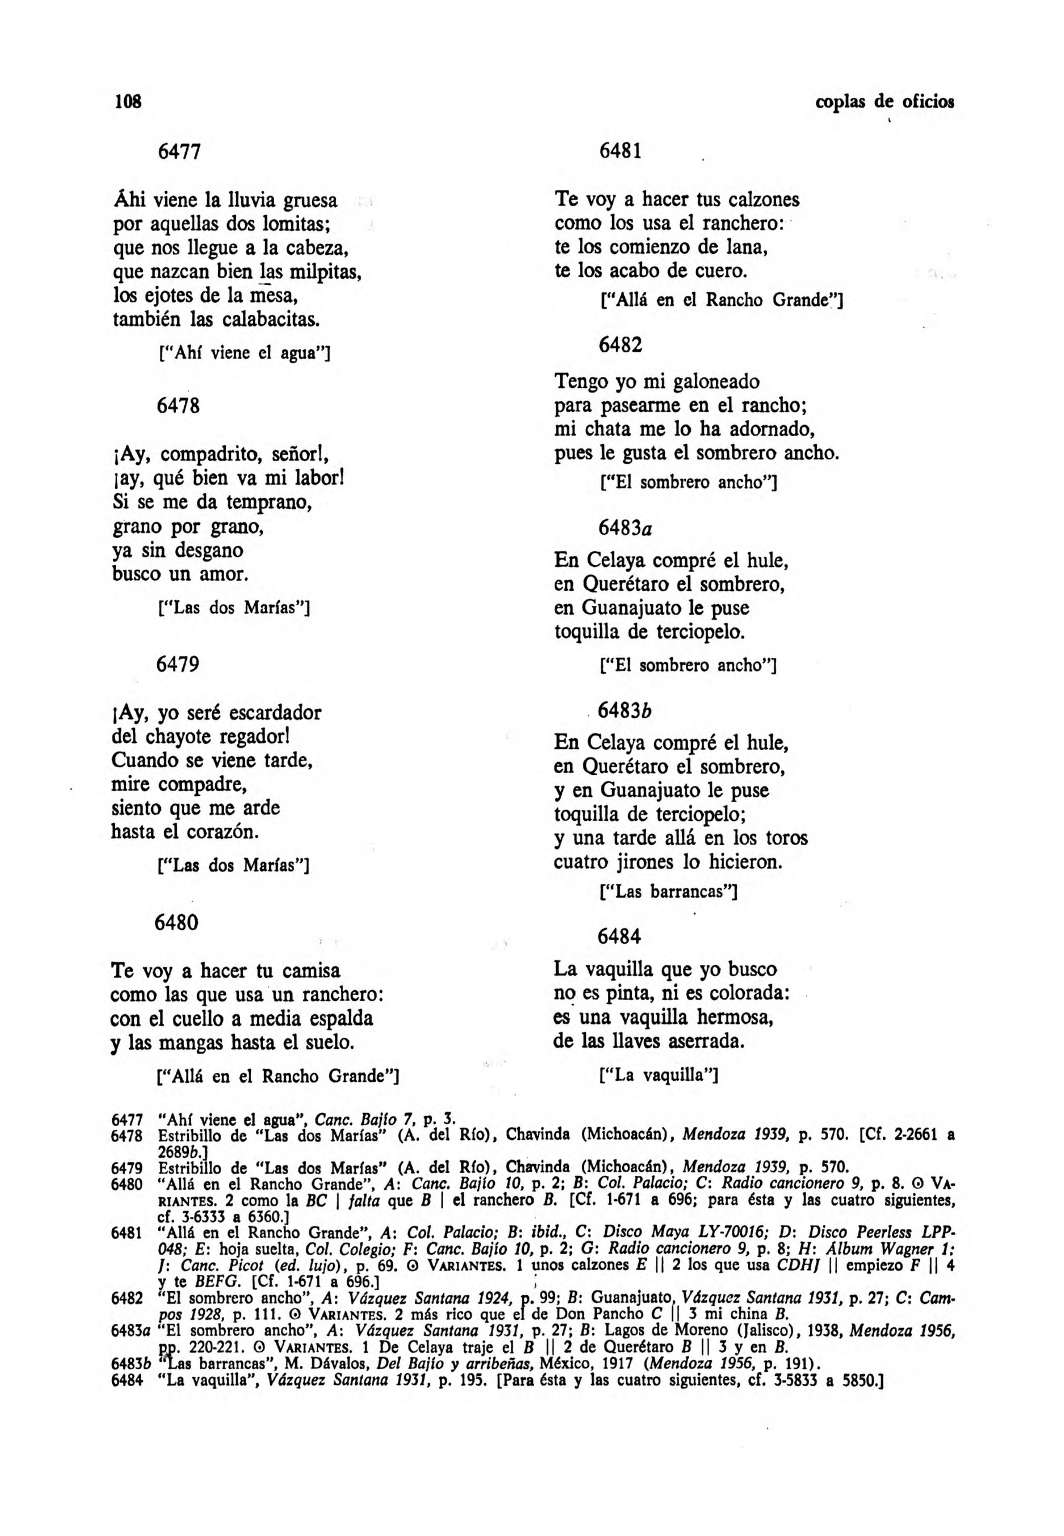 108
coplas de oficios
6477
Áhi viene la lluvia gruesa
por aquellas dos lomitas;
que nos llegue a la cabeza,
que nazcan bien las milpitas,
los ejotes de la mesa,
también las calabacitas.
["Ahí viene el agua"]
6478
¡Ay, compadrito, señor!,
¡ay, qué bien va mi labor!
Si se me da temprano,
grano por grano,
ya sin desgano
busco un amor.
["Las dos Marías"]
6479
¡Ay, yo seré escardador
del chayote regador!
Cuando se viene tarde,
mire compadre,
siento que me arde
hasta el corazón.
["Las dos Marías"]
6480
Te voy a hacer tu camisa
como las que usa un ranchero:
con el cuello a media espalda
y las mangas hasta el suelo.
["Allá en el Rancho Grande"]
6481
Te voy a hacer tus calzones
como los usa el ranchero:
te los comienzo de lana,
te los acabo de cuero.
["Allá en el Rancho Grande"]
6482
Tengo yo mi galoneado
para pasearme en el rancho;
mi chata me lo ha adornado,
pues le gusta el sombrero ancho.
["El sombrero ancho"]
6483a
En Celaya compré el hule,
en Querétaro el sombrero,
en Guanajuato le puse
toquilla de terciopelo.
["El sombrero ancho"]
6483b
En Celaya compré el hule,
en Querétaro el sombrero,
y en Guanajuato le puse
toquilla de terciopelo;
y una tarde allá en los toros
cuatro jirones lo hicieron.
["Las barrancas"]
6484
La vaquilla que yo busco
no es pinta, ni es colorada:
es una vaquilla hermosa,
de las llaves aserrada.
["La vaquilla"]
6477 "Ahí viene el agua", Canc. Bajío 7, p. 3.
6478 Estribillo de "Las dos Marías" (A. del Río), Chavinda (Michoacán), Mendoza 1939, p. 570. [Cf. 2-2661 a
2689b.]
6479 Estribillo de "Las dos Marías" (A. del Río), Chavinda (Michoacán), Mendoza 1939, p. 570.
6480 "Allá en el Rancho Grande", A: Canc. Bajío 10, p. 2; B: Col. Palacio; C: Radio cancionero 9, p. 8. ⊙ VA-
RIANTES. 2 como la BC | falta que B | el ranchero B. [Cf. 1-671 a 696; para ésta y las cuatro siguientes,
cf. 3-6333 a 6360.]
6481 "Allá en el Rancho Grande", A: Col. Palacio; B: ibid., C: Disco Maya LY-70016; D: Disco Peerless LPP-
048; E: hoja suelta, Col. Colegio; F: Canc. Bajío 10, p. 2; G: Radio cancionero 9, p. 8; H: Álbum Wagner 1;
J: Canc. Picot (ed. lujo), p. 69. ⊙ VARIANTES. 1 unos calzones E || 2 los que usa CDHJ || empiezo F || 4
y te BEFG. [Cf. 1-671 a 696.]
6482 "El sombrero ancho", A: Vázquez Santana 1924, p. 99; B: Guanajuato, Vázquez Santana 1931, p. 27; C: Cam-
pos 1928, p. 111. ⊙ VARIANTES. 2 más rico que el de Don Pancho C || 3 mi china B.
6483a "El sombrero ancho", A: Vázquez Santana 1931, p. 27; B: Lagos de Moreno (Jalisco), 1938, Mendoza 1956,
pp. 220-221. ⊙ VARIANTES. 1 De Celaya traje el B || 2 de Querétaro B || 3 y en B.
6483b "Las barrancas", M. Dávalos, Del Bajío y arribeñas, México, 1917 (Mendoza 1956, p. 191).
6484 "La vaquilla", Vázquez Santana 1931, p. 195. [Para ésta y las cuatro siguientes, cf. 3-5833 a 5850.]